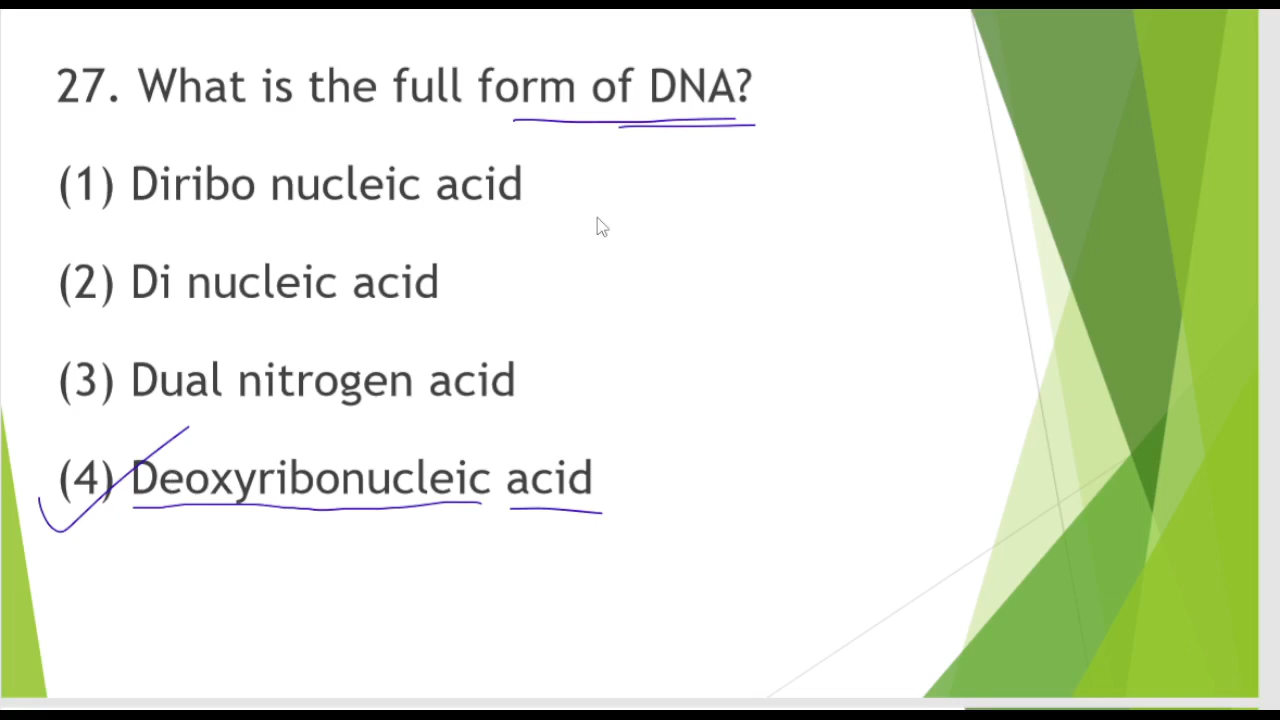 27. What is the full form of DNA?
(1) Diribo nucleic acid
(2) Di nucleic acid
(3) Dual nitrogen acid
(4) Deoxyribonucleic acid